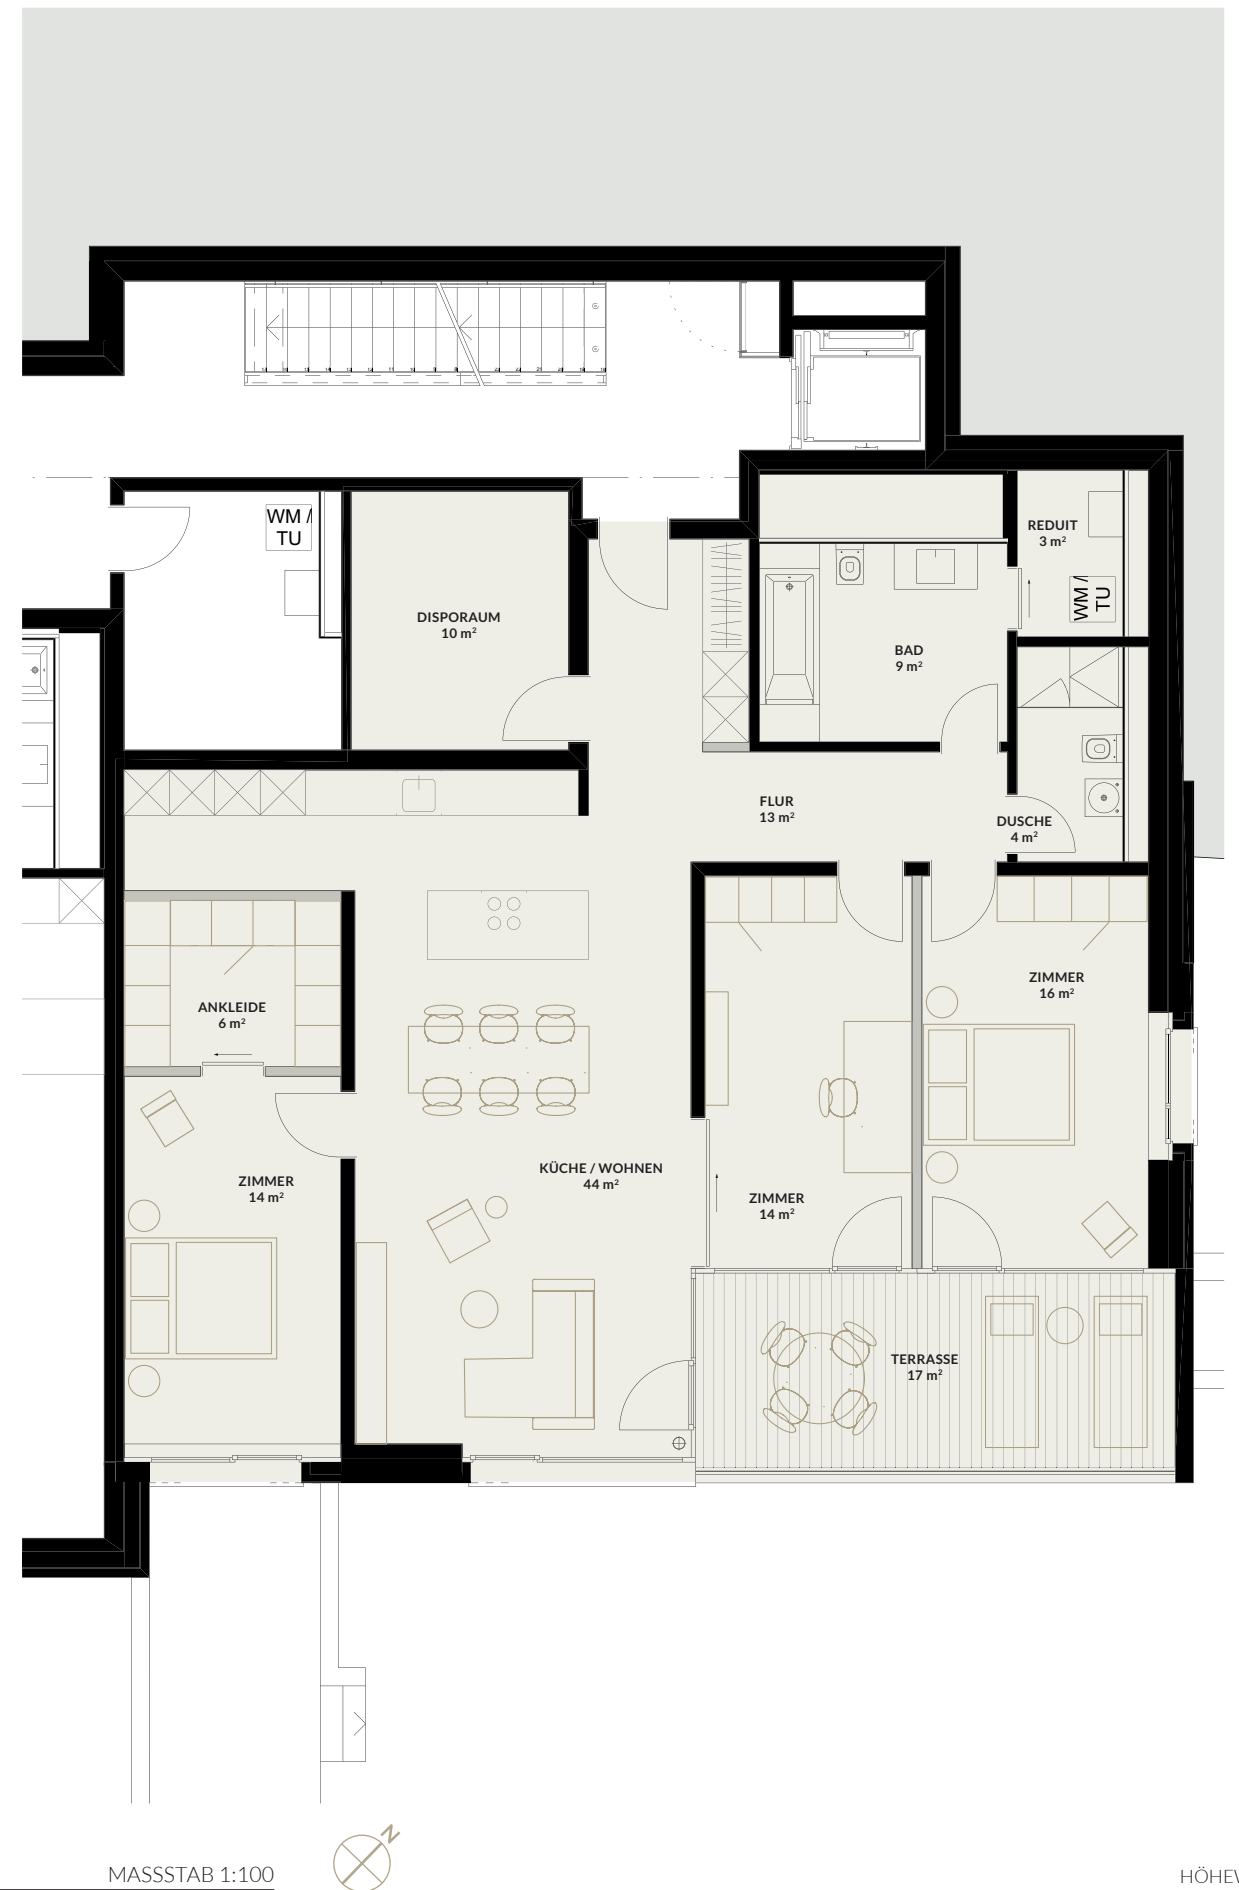 WM /
TU
DISPORAUM
10 m²
REDUIT
3 m²
WM /
TU
BAD
9 m²
FLUR
13 m²
DUSCHE
4 m²
ANKLEIDE
6 m²
ZIMMER
16 m²
KÜCHE / WOHNEN
44 m²
ZIMMER
14 m²
ZIMMER
14 m²
TERRASSE
17 m²
N
MASSSTAB 1:100